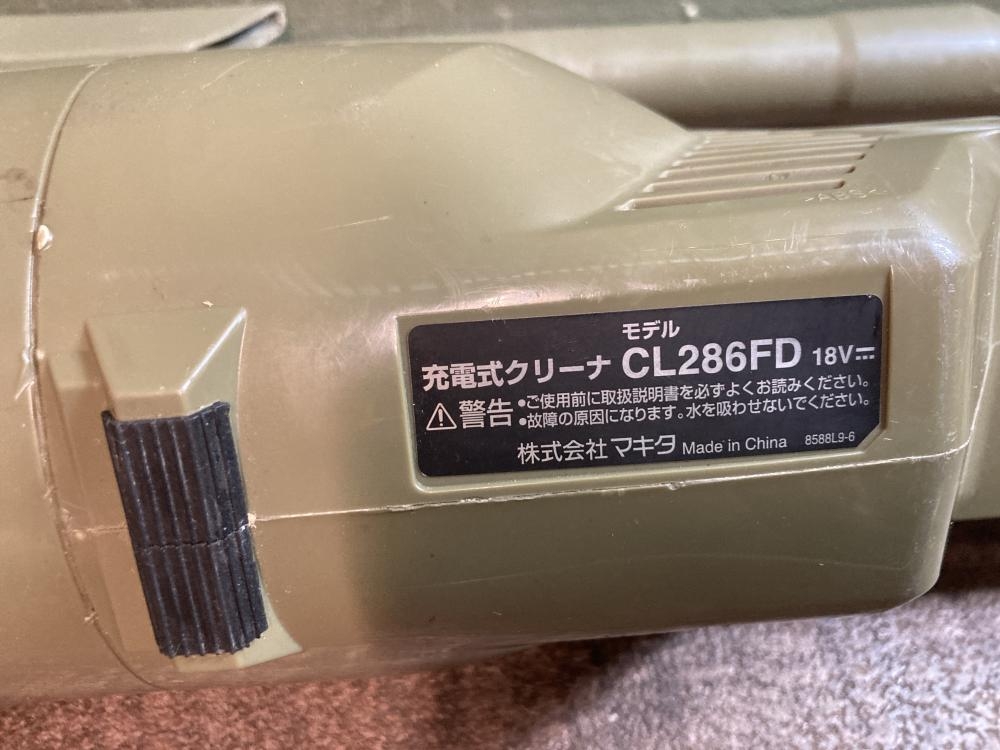 >ABS<
モデル
充電式クリーナ CL286FD 18V⎓
⚠警告 •ご使用前に取扱説明書を必ずよくお読みください。
•故障の原因になります。水を吸わせないでください。
株式会社 マキタ Made in China 8588L9-6